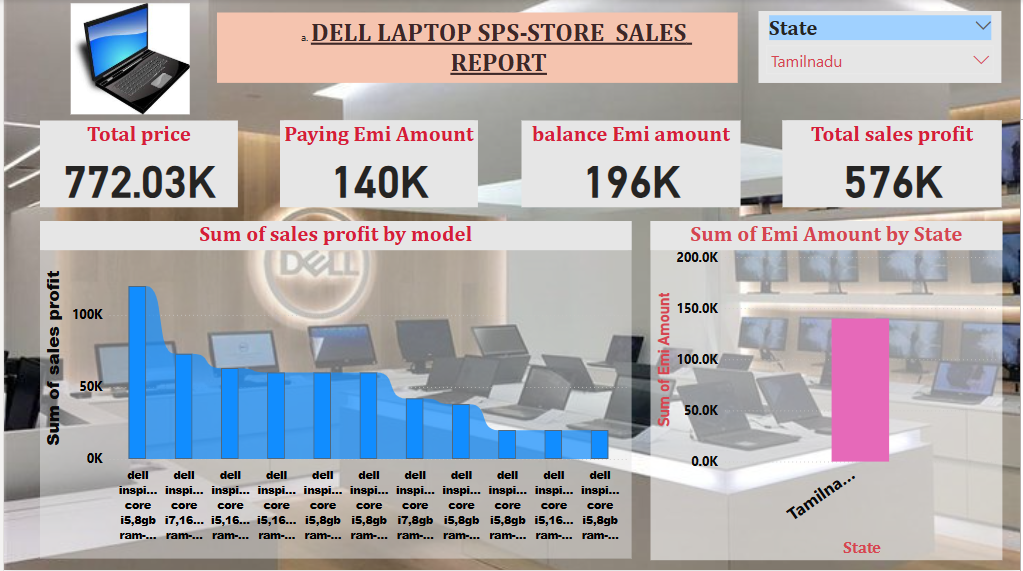 a. DELL LAPTOP SPS-STORE SALES
REPORT
State
Tamilnadu
Total price
772.03K
Paying Emi Amount
140K
balance Emi amount
196K
Total sales profit
576K
Sum of sales profit by model
DELL
Sum of sales profit
100K
50K
0K
dell inspi... core i5,8gb ram-...
dell inspi... core i7,16... ram-...
dell inspi... core i5,16... ram-...
dell inspi... core i5,16... ram-...
dell inspi... core i5,8gb ram-...
dell inspi... core i5,8gb ram-...
dell inspi... core i7,8gb ram-...
dell inspi... core i5,8gb ram-...
dell inspi... core i5,8gb ram-...
dell inspi... core i5,16... ram-...
dell inspi... core i5,8gb ram-...
Sum of Emi Amount by State
Sum of Emi Amount
200.0K
150.0K
100.0K
50.0K
0.0K
Tamilna...
State